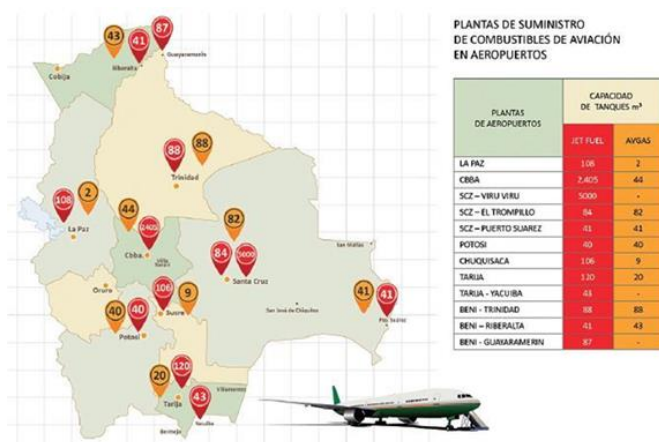 PLANTAS DE SUMINISTRO
DE COMBUSTIBLES DE AVIACIÓN
EN AEROPUERTOS
PLANTAS
DE AEROPUERTOS
CAPACIDAD
DE TANQUES m³
JET FUEL AVGAS
LA PAZ 108 2
CBBA 2,405 44
SCZ – VIRU VIRU 5000 -
SCZ – EL TROMPILLO 84 82
SCZ – PUERTO SUAREZ 41 41
POTOSI 40 40
CHUQUISACA 106 9
TARIJA 120 20
TARIJA - YACUIBA 43 -
BENI - TRINIDAD 88 88
BENI – RIBERALTA 41 43
BENI - GUAYARAMERIN 87 -
87
43 41
Guayaramerín
Riberalta
Cobija
88 88
Trinidad
108 2
La Paz
44
2405
Cbba.
82
84 5000
Santa Cruz
San Matías
San José de Chiquitos
41 41
Pto Suárez
Oruro
106 9
Sucre
40 40
Potosí
20 120
Tarija
43
Villamontes
Bermejo
Yacuiba